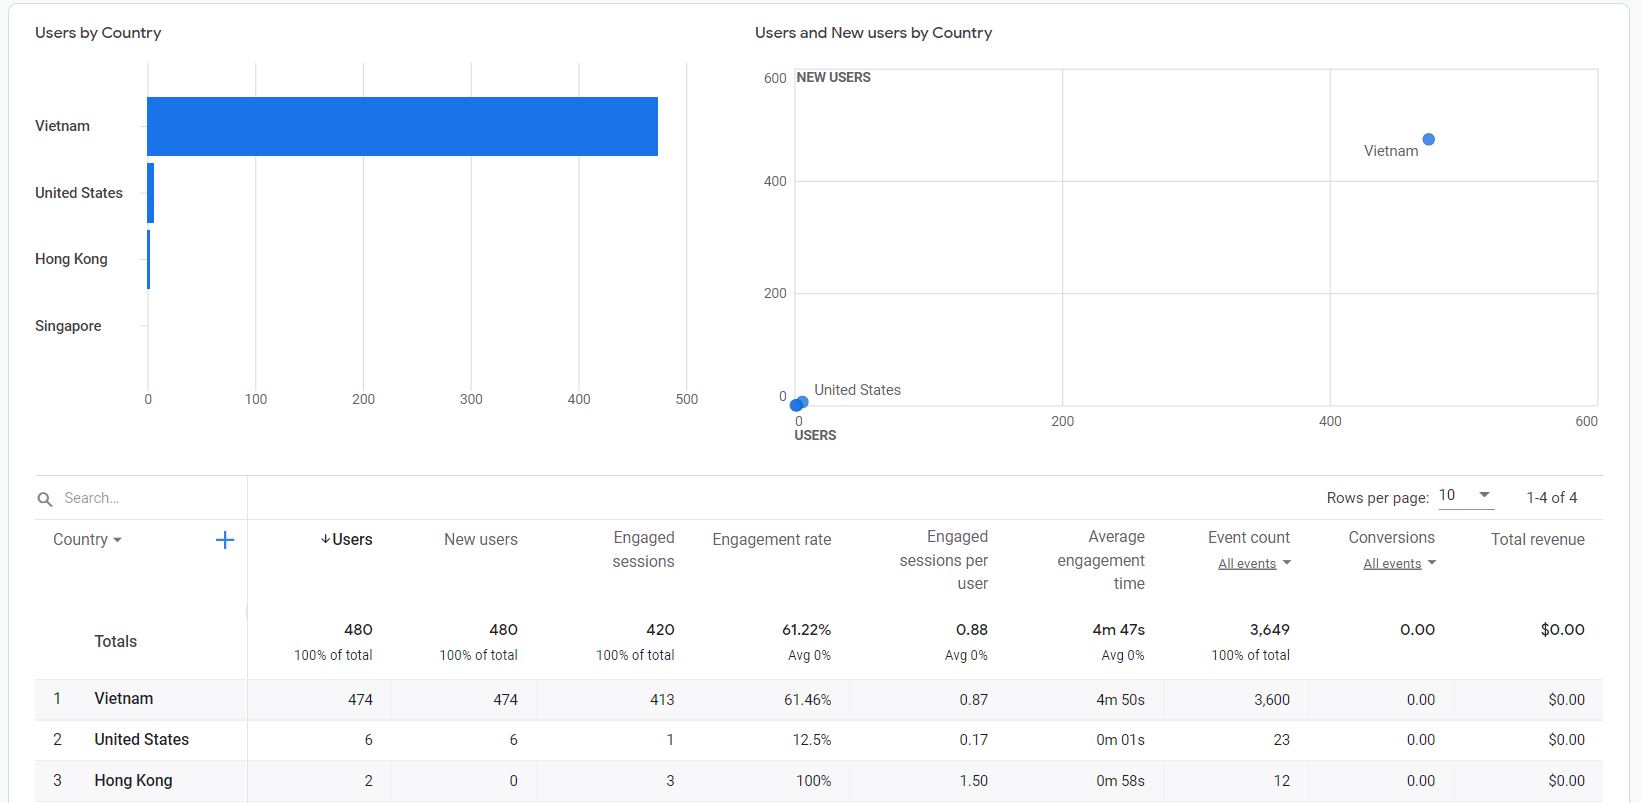 Users by Country
Vietnam
United States
Hong Kong
Singapore
0 100 200 300 400 500
Users and New users by Country
600 NEW USERS
Vietnam
400
200
0 United States
0 200 400 600
USERS
Search...
Rows per page: 10 1-4 of 4
Country + ↓Users New users Engaged sessions Engagement rate Engaged sessions per user Average engagement time Event count All events Conversions All events Total revenue
Totals 480 480 420 61.22% 0.88 4m 47s 3,649 0.00 $0.00
100% of total 100% of total 100% of total Avg 0% Avg 0% Avg 0% 100% of total
1 Vietnam 474 474 413 61.46% 0.87 4m 50s 3,600 0.00 $0.00
2 United States 6 6 1 12.5% 0.17 0m 01s 23 0.00 $0.00
3 Hong Kong 2 0 3 100% 1.50 0m 58s 12 0.00 $0.00